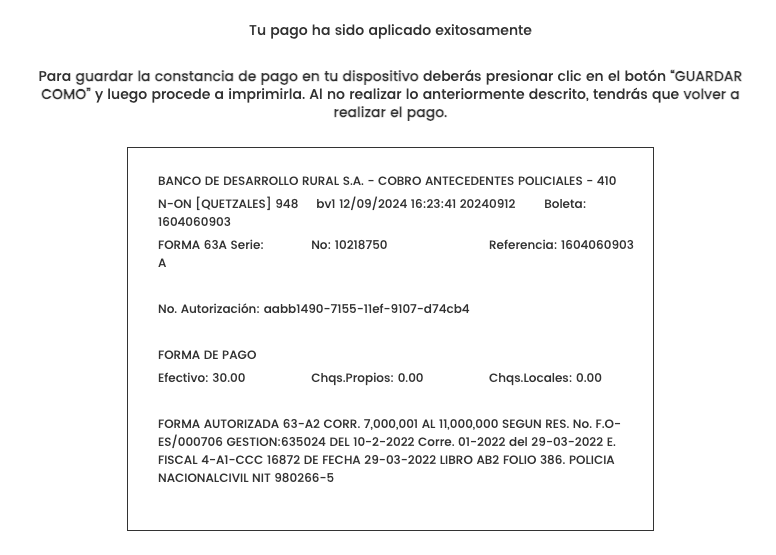 Tu pago ha sido aplicado exitosamente
Para guardar la constancia de pago en tu dispositivo deberás presionar clic en el botón "GUARDAR
COMO" y luego procede a imprimirla. Al no realizar lo anteriormente descrito, tendrás que volver a
realizar el pago.
BANCO DE DESARROLLO RURAL S.A. - COBRO ANTECEDENTES POLICIALES - 410
N-ON [QUETZALES] 948 bv1 12/09/2024 16:23:41 20240912 Boleta:
1604060903
FORMA 63A Serie: No: 10218750 Referencia: 1604060903
A
No. Autorización: aabb1490-7155-11ef-9107-d74cb4
FORMA DE PAGO
Efectivo: 30.00 Chqs.Propios: 0.00 Chqs.Locales: 0.00
FORMA AUTORIZADA 63-A2 CORR. 7,000,001 AL 11,000,000 SEGUN RES. No. F.O-
ES/000706 GESTION:635024 DEL 10-2-2022 Corre. 01-2022 del 29-03-2022 E.
FISCAL 4-A1-CCC 16872 DE FECHA 29-03-2022 LIBRO AB2 FOLIO 386. POLICIA
NACIONALCIVIL NIT 980266-5